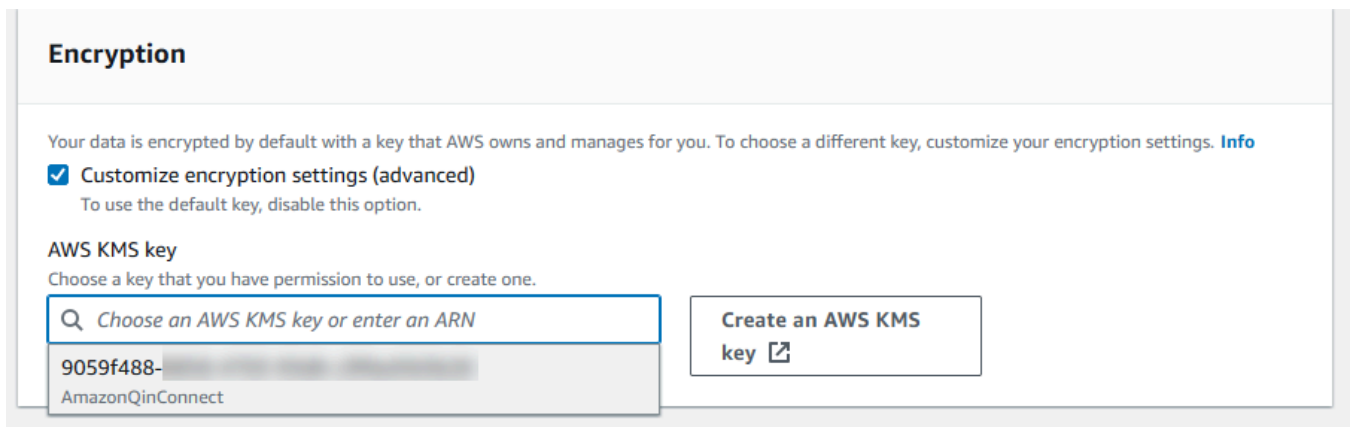 Encryption
Your data is encrypted by default with a key that AWS owns and manages for you. To choose a different key, customize your encryption settings. Info
Customize encryption settings (advanced)
To use the default key, disable this option.
AWS KMS key
Choose a key that you have permission to use, or create one.
Choose an AWS KMS key or enter an ARN
Create an AWS KMS
key
9059f488-
AmazonQinConnect